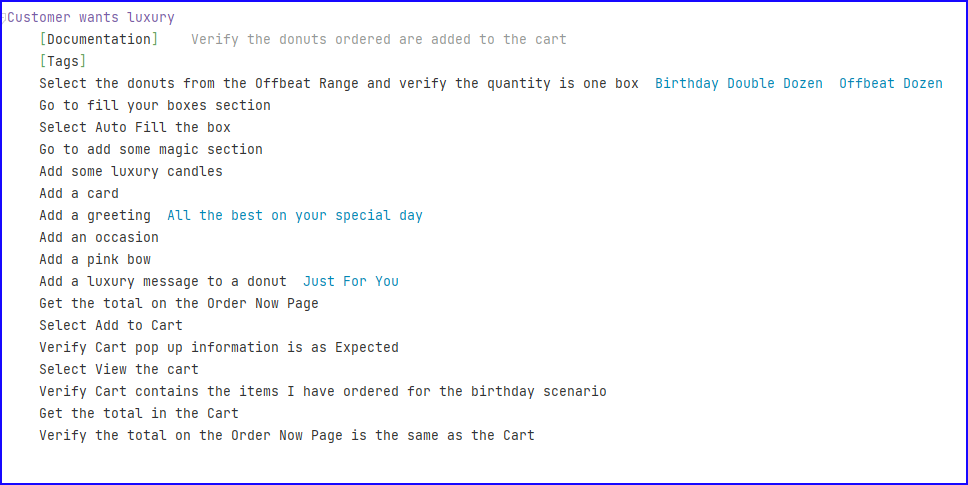 Customer wants luxury
[Documentation]    Verify the donuts ordered are added to the cart
[Tags]
Select the donuts from the Offbeat Range and verify the quantity is one box  Birthday Double Dozen  Offbeat Dozen
Go to fill your boxes section
Select Auto Fill the box
Go to add some magic section
Add some luxury candles
Add a card
Add a greeting  All the best on your special day
Add an occasion
Add a pink bow
Add a luxury message to a donut  Just For You
Get the total on the Order Now Page
Select Add to Cart
Verify Cart pop up information is as Expected
Select View the cart
Verify Cart contains the items I have ordered for the birthday scenario
Get the total in the Cart
Verify the total on the Order Now Page is the same as the Cart